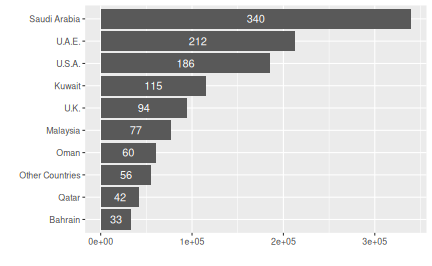 Saudi Arabia 340
U.A.E. 212
U.S.A. 186
Kuwait 115
U.K. 94
Malaysia 77
Oman 60
Other Countries 56
Qatar 42
Bahrain 33
0e+00 1e+05 2e+05 3e+05